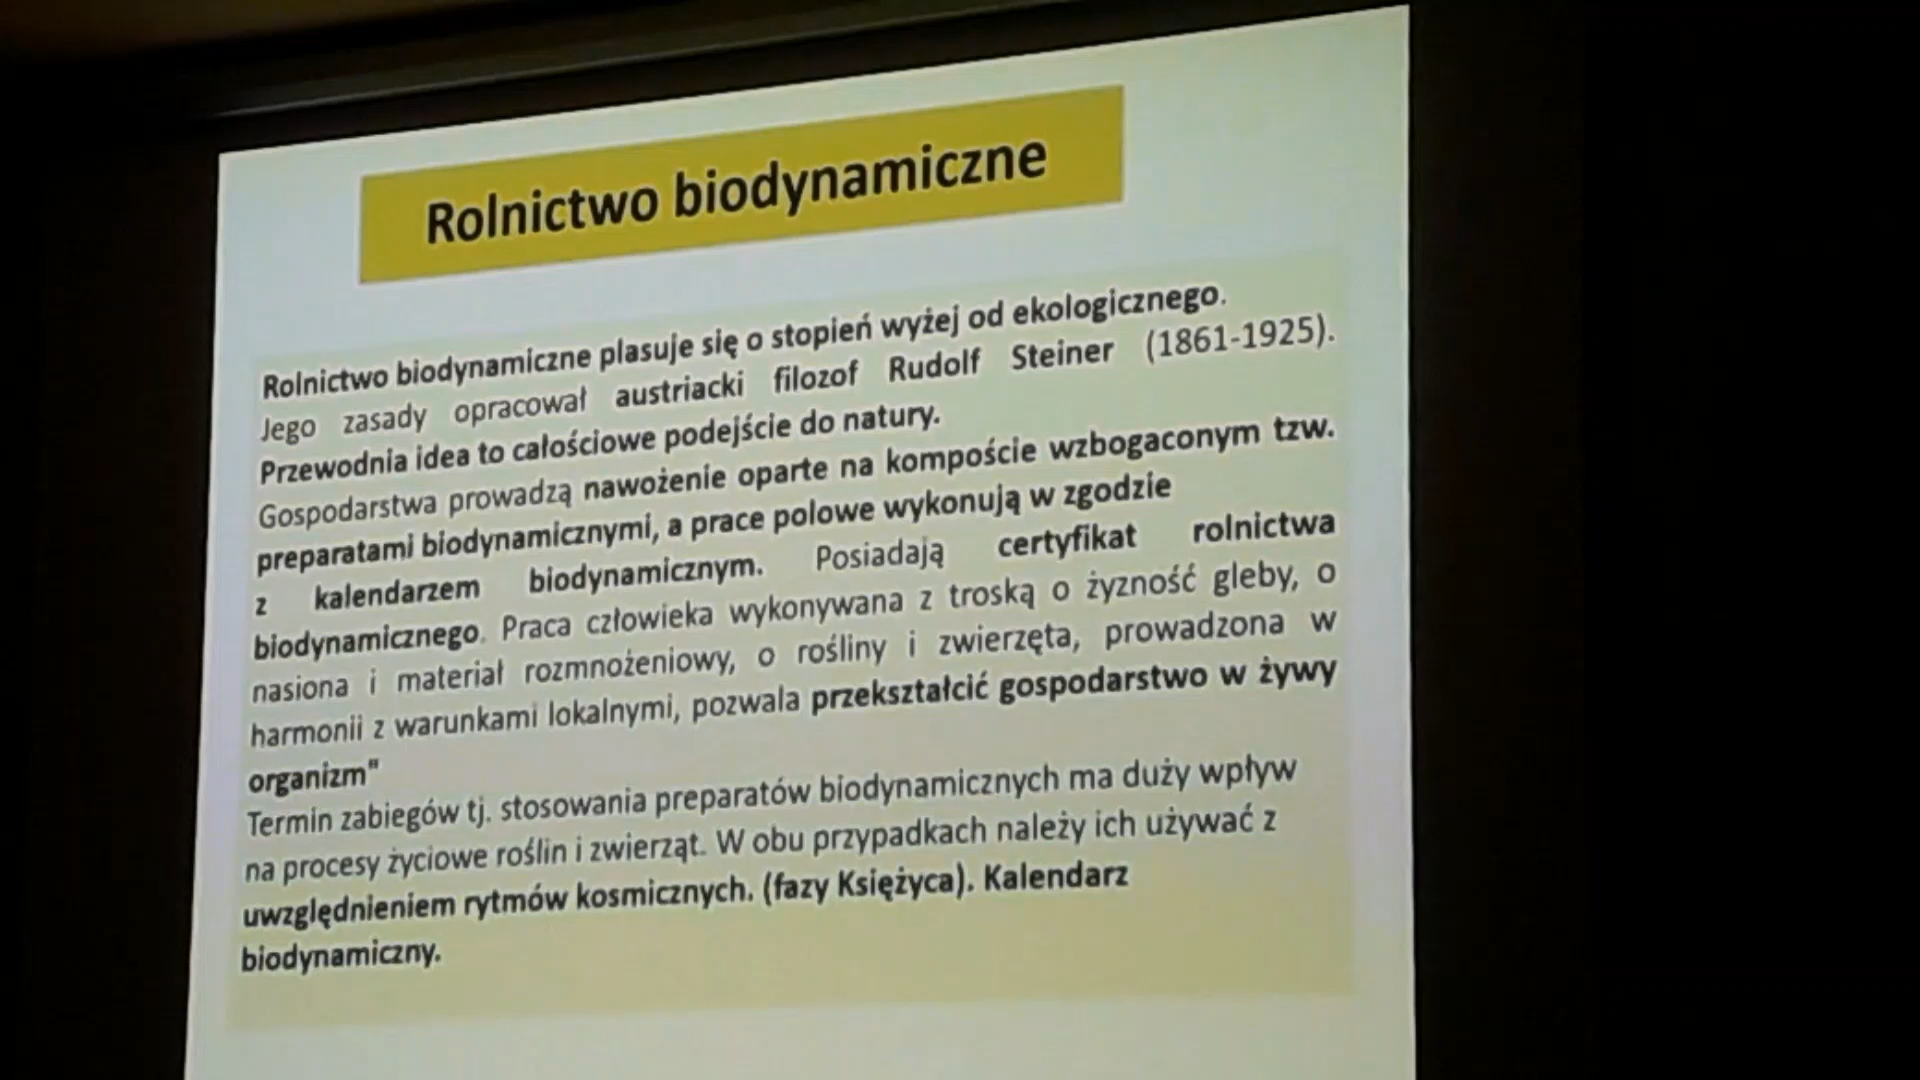 Rolnictwo biodynamiczne
Rolnictwo biodynamiczne plasuje się o stopień wyżej od ekologicznego.
Jego zasady opracował austriacki filozof Rudolf Steiner (1861-1925).
Przewodnia idea to całościowe podejście do natury.
Gospodarstwa prowadzą nawożenie oparte na kompoście wzbogaconym tzw.
preparatami biodynamicznymi, a prace polowe wykonują w zgodzie
z kalendarzem biodynamicznym. Posiadają certyfikat rolnictwa
biodynamicznego. Praca człowieka wykonywana z troską o żyzność gleby, o
nasiona i materiał rozmnożeniowy, o rośliny i zwierzęta, prowadzona w
harmonii z warunkami lokalnymi, pozwala przekształcić gospodarstwo w żywy
organizm"
Termin zabiegów tj. stosowania preparatów biodynamicznych ma duży wpływ
na procesy życiowe roślin i zwierząt. W obu przypadkach należy ich używać z
uwzględnieniem rytmów kosmicznych. (fazy Księżyca). Kalendarz
biodynamiczny.